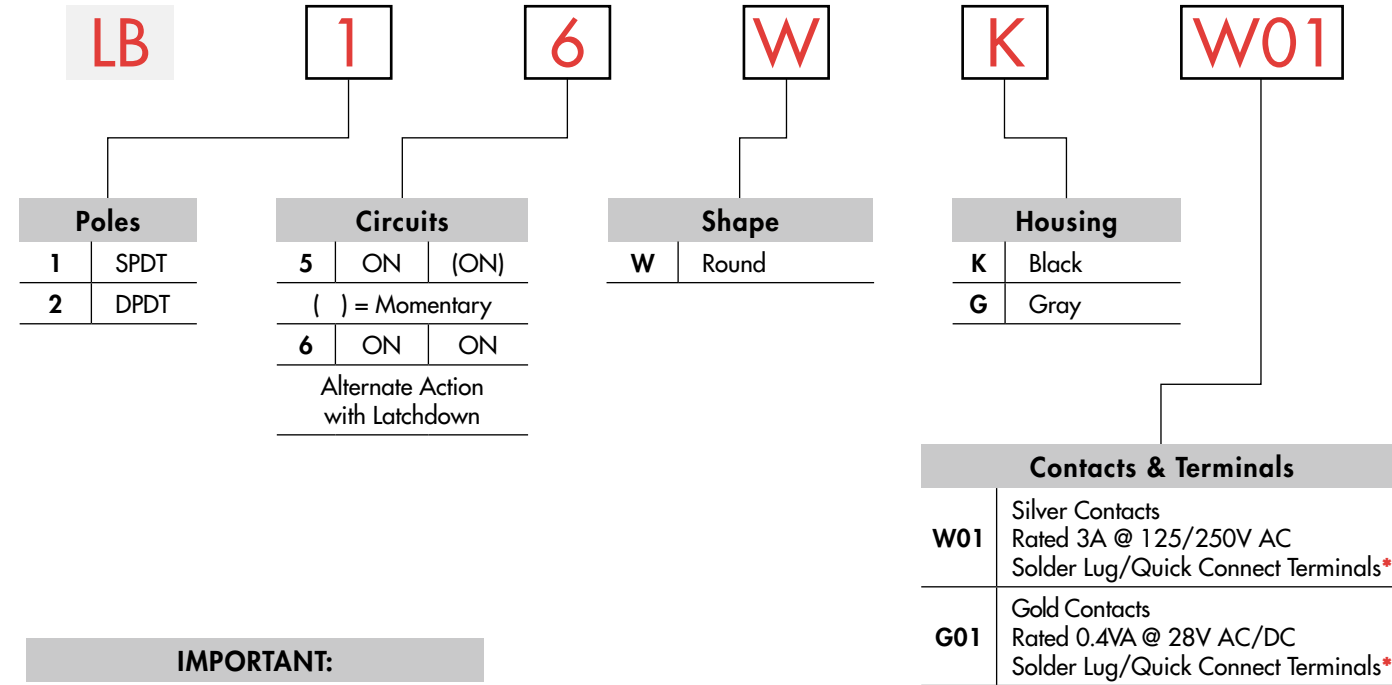 LB 1 6 W K W01
Poles
1 SPDT
2 DPDT
Circuits
5 ON (ON)
( ) = Momentary
6 ON ON
Alternate Action
with Latchdown
Shape
W Round
Housing
K Black
G Gray
Contacts & Terminals
W01
Silver Contacts
Rated 3A @ 125/250V AC
Solder Lug/Quick Connect Terminals*
G01
Gold Contacts
Rated 0.4VA @ 28V AC/DC
Solder Lug/Quick Connect Terminals*
IMPORTANT: